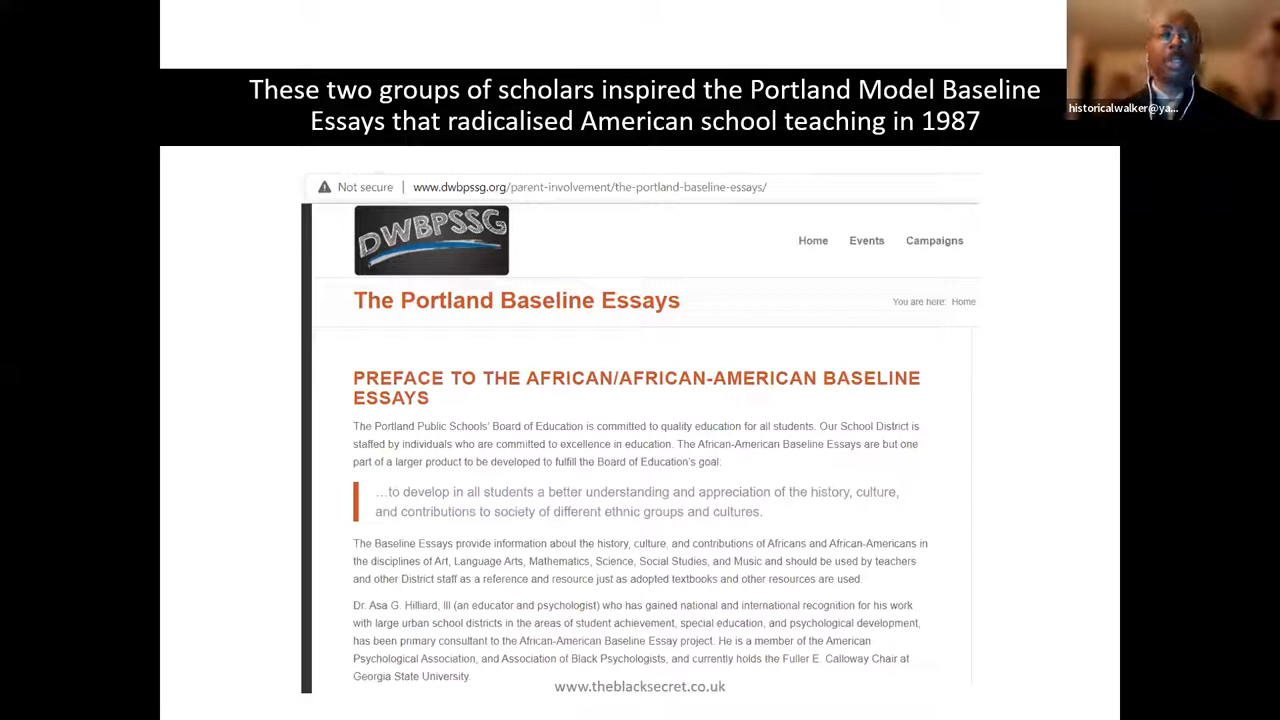 These two groups of scholars inspired the Portland Model Baseline
Essays that radicalised American school teaching in 1987
historicalwalker@ya...
Not secure | www.dwbpssg.org/parent-involvement/the-portland-baseline-essays/
DWBPSSG
Home Events Campaigns
The Portland Baseline Essays
You are here: Home
PREFACE TO THE AFRICAN/AFRICAN-AMERICAN BASELINE
ESSAYS
The Portland Public Schools' Board of Education is committed to quality education for all students. Our School District is
staffed by individuals who are committed to excellence in education. The African-American Baseline Essays are but one
part of a larger product to be developed to fulfill the Board of Education's goal:
…to develop in all students a better understanding and appreciation of the history, culture,
and contributions to society of different ethnic groups and cultures.
The Baseline Essays provide information about the history, culture, and contributions of Africans and African-Americans in
the disciplines of Art, Language Arts, Mathematics, Science, Social Studies, and Music and should be used by teachers
and other District staff as a reference and resource just as adopted textbooks and other resources are used.
Dr. Asa G. Hilliard, III (an educator and psychologist) who has gained national and international recognition for his work
with large urban school districts in the areas of student achievement, special education, and psychological development,
has been primary consultant to the African-American Baseline Essay project. He is a member of the American
Psychological Association, and Association of Black Psychologists, and currently holds the Fuller E. Calloway Chair at
Georgia State University.
www.theblacksecret.co.uk